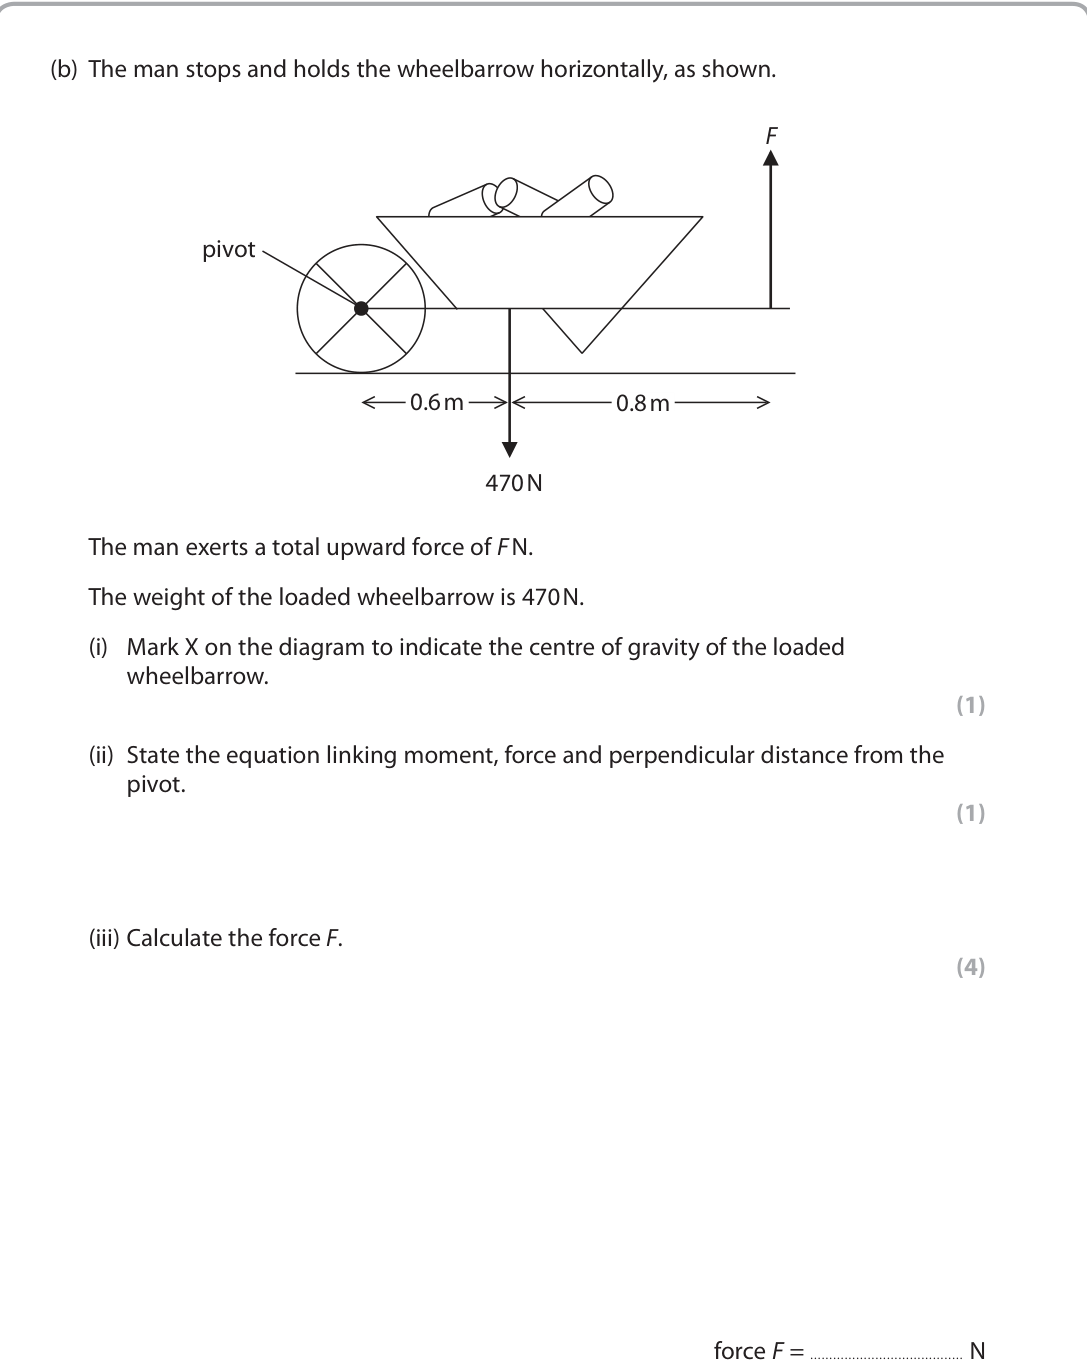 (b) The man stops and holds the wheelbarrow horizontally, as shown.
F
pivot
0.6 m
0.8 m
470 N
The man exerts a total upward force of F N.
The weight of the loaded wheelbarrow is 470 N.
(i) Mark X on the diagram to indicate the centre of gravity of the loaded
wheelbarrow.
(1)
(ii) State the equation linking moment, force and perpendicular distance from the
pivot.
(1)
(iii) Calculate the force F.
(4)
force F = ........................................ N